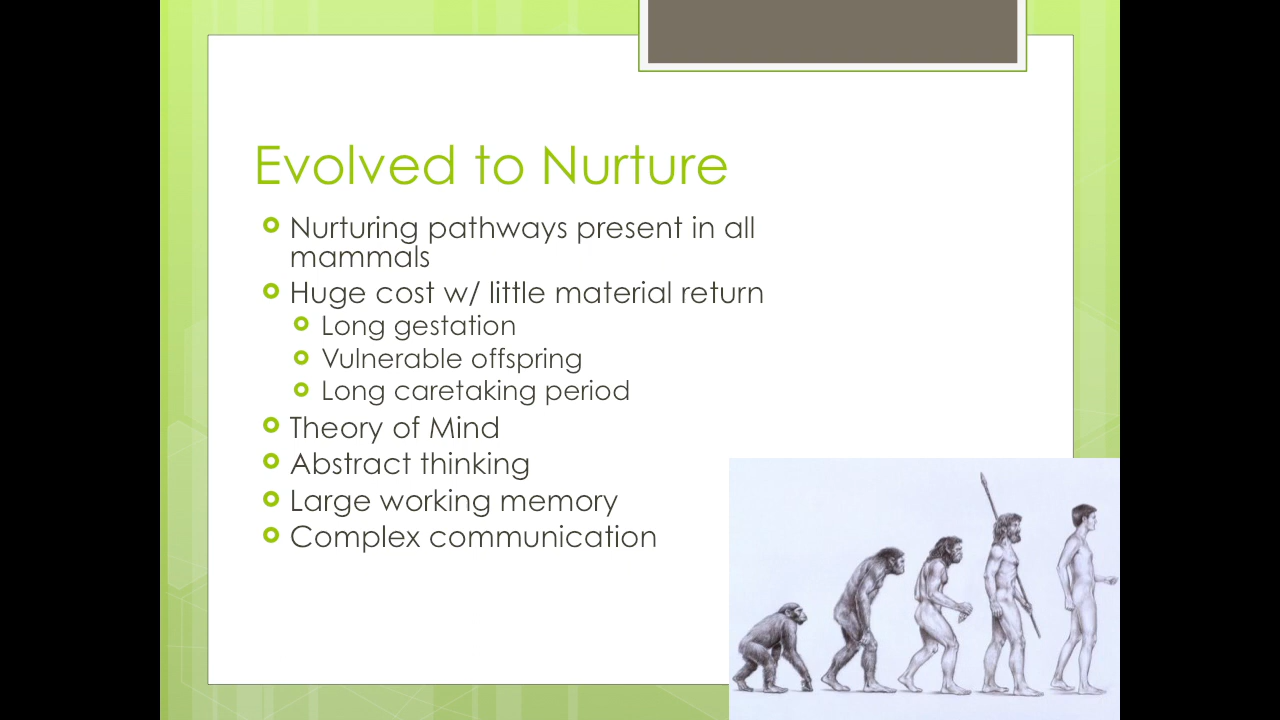 Evolved to Nurture
Nurturing pathways present in all
mammals
Huge cost w/ little material return
Long gestation
Vulnerable offspring
Long caretaking period
Theory of Mind
Abstract thinking
Large working memory
Complex communication